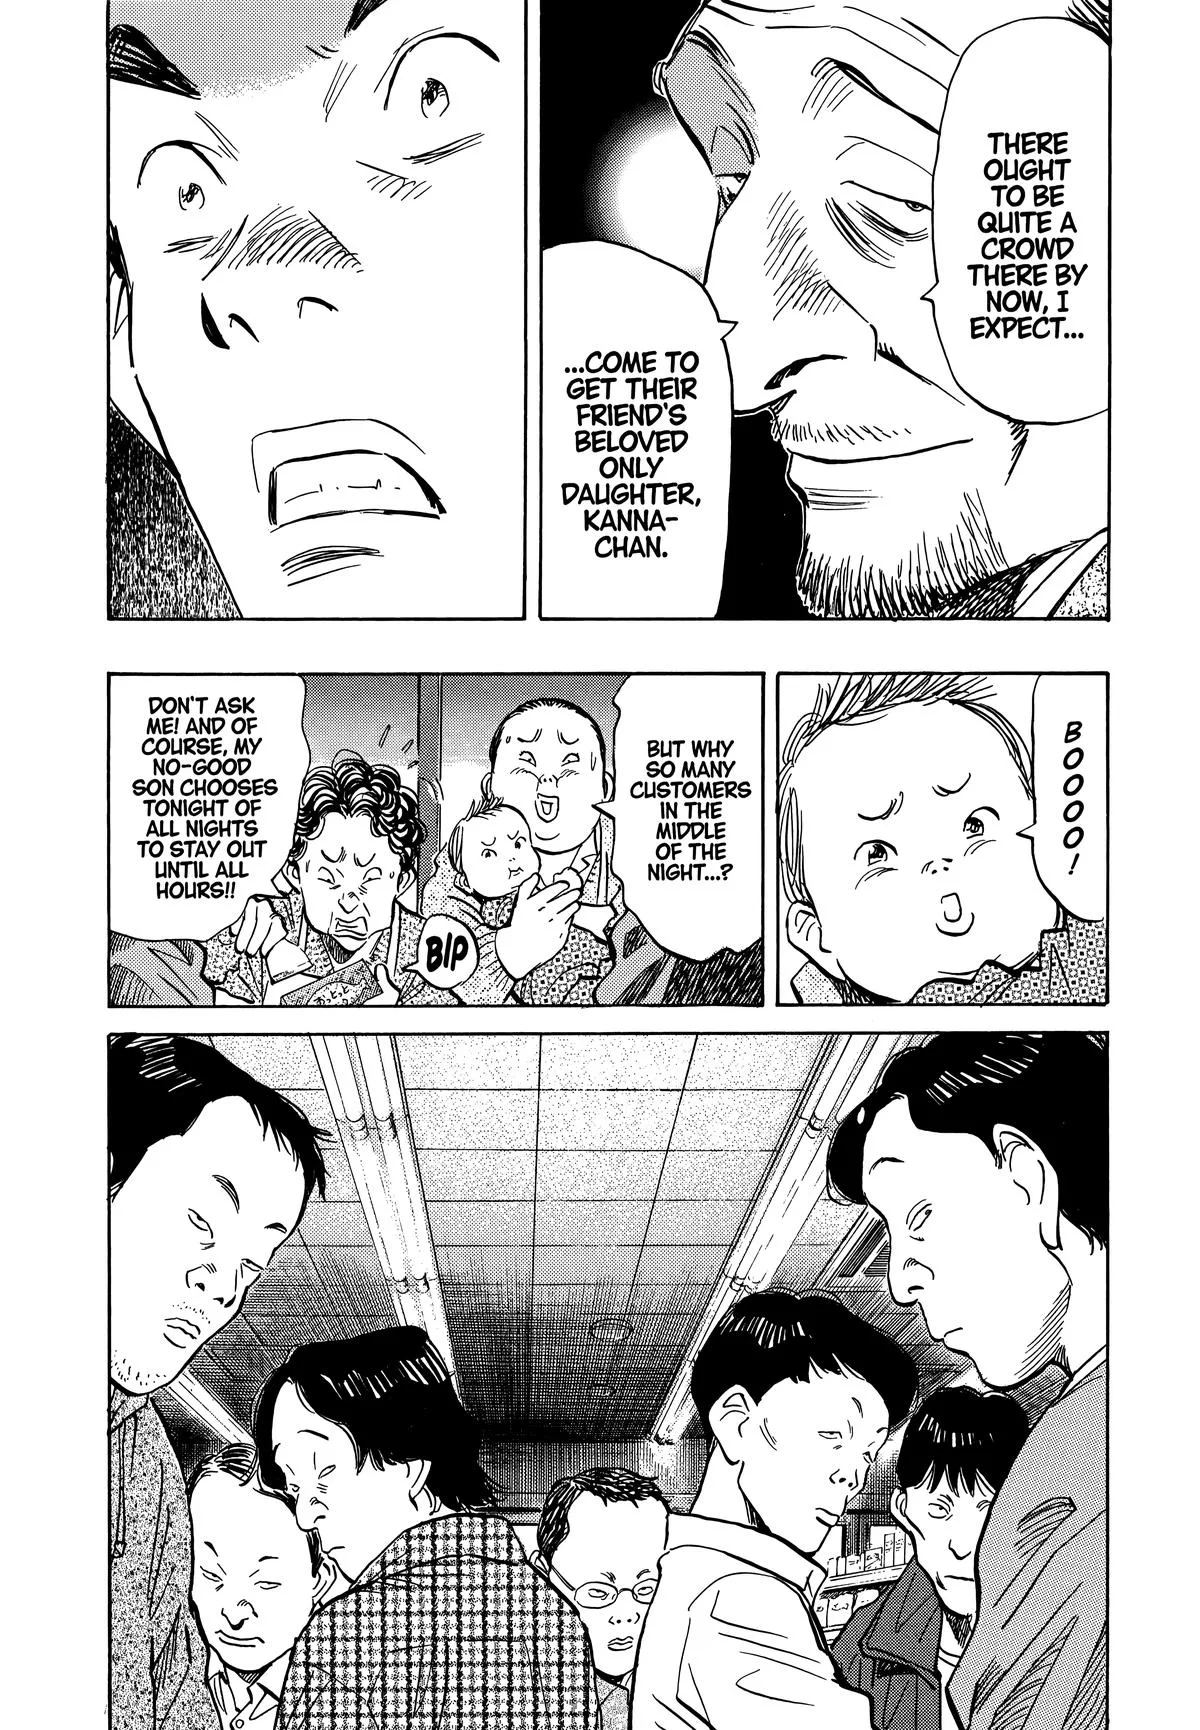 THERE
OUGHT
TO BE
QUITE A
CROWD
THERE BY
NOW, I
EXPECT...
...COME TO
GET THEIR
FRIEND'S
BELOVED
ONLY
DAUGHTER,
KANNA-
CHAN.
BOOOO!
BUT WHY
SO MANY
CUSTOMERS
IN THE
MIDDLE
OF THE
NIGHT...?
DON'T ASK
ME! AND OF
COURSE, MY
NO-GOOD
SON CHOOSES
TONIGHT OF
ALL NIGHTS
TO STAY OUT
UNTIL ALL
HOURS!!
BIP